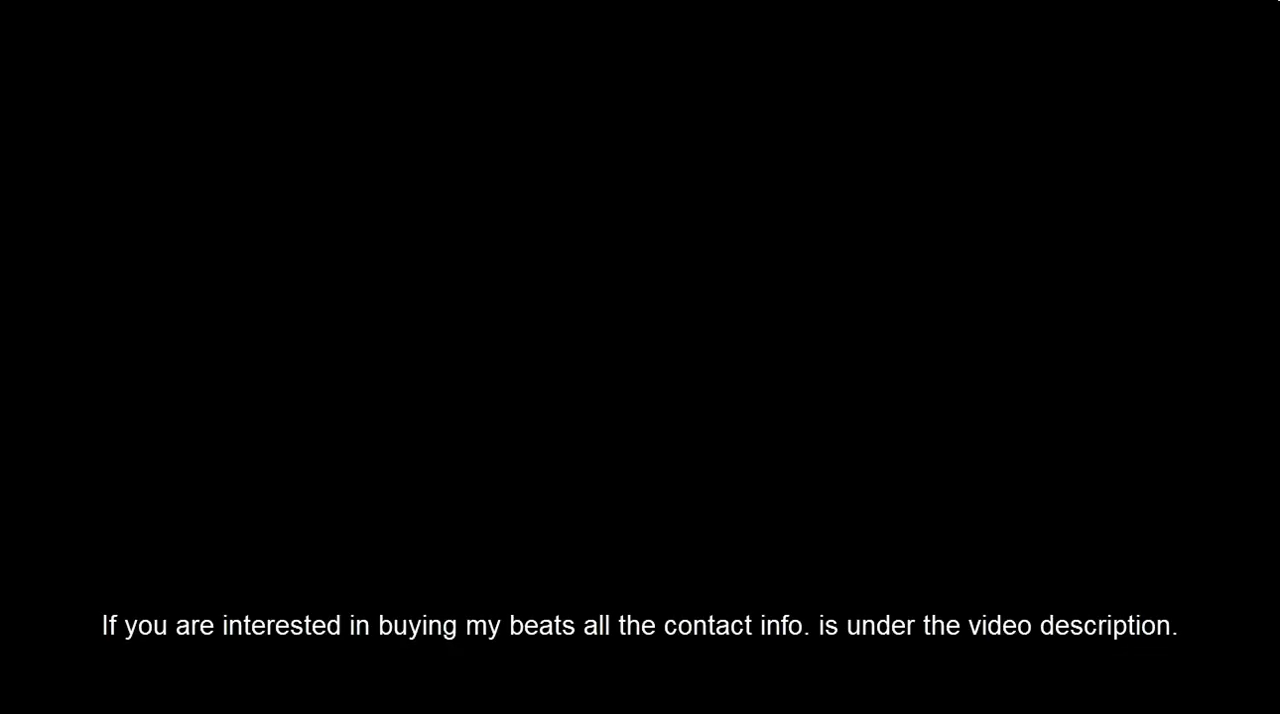 If you are interested in buying my beats all the contact info. is under the video description.